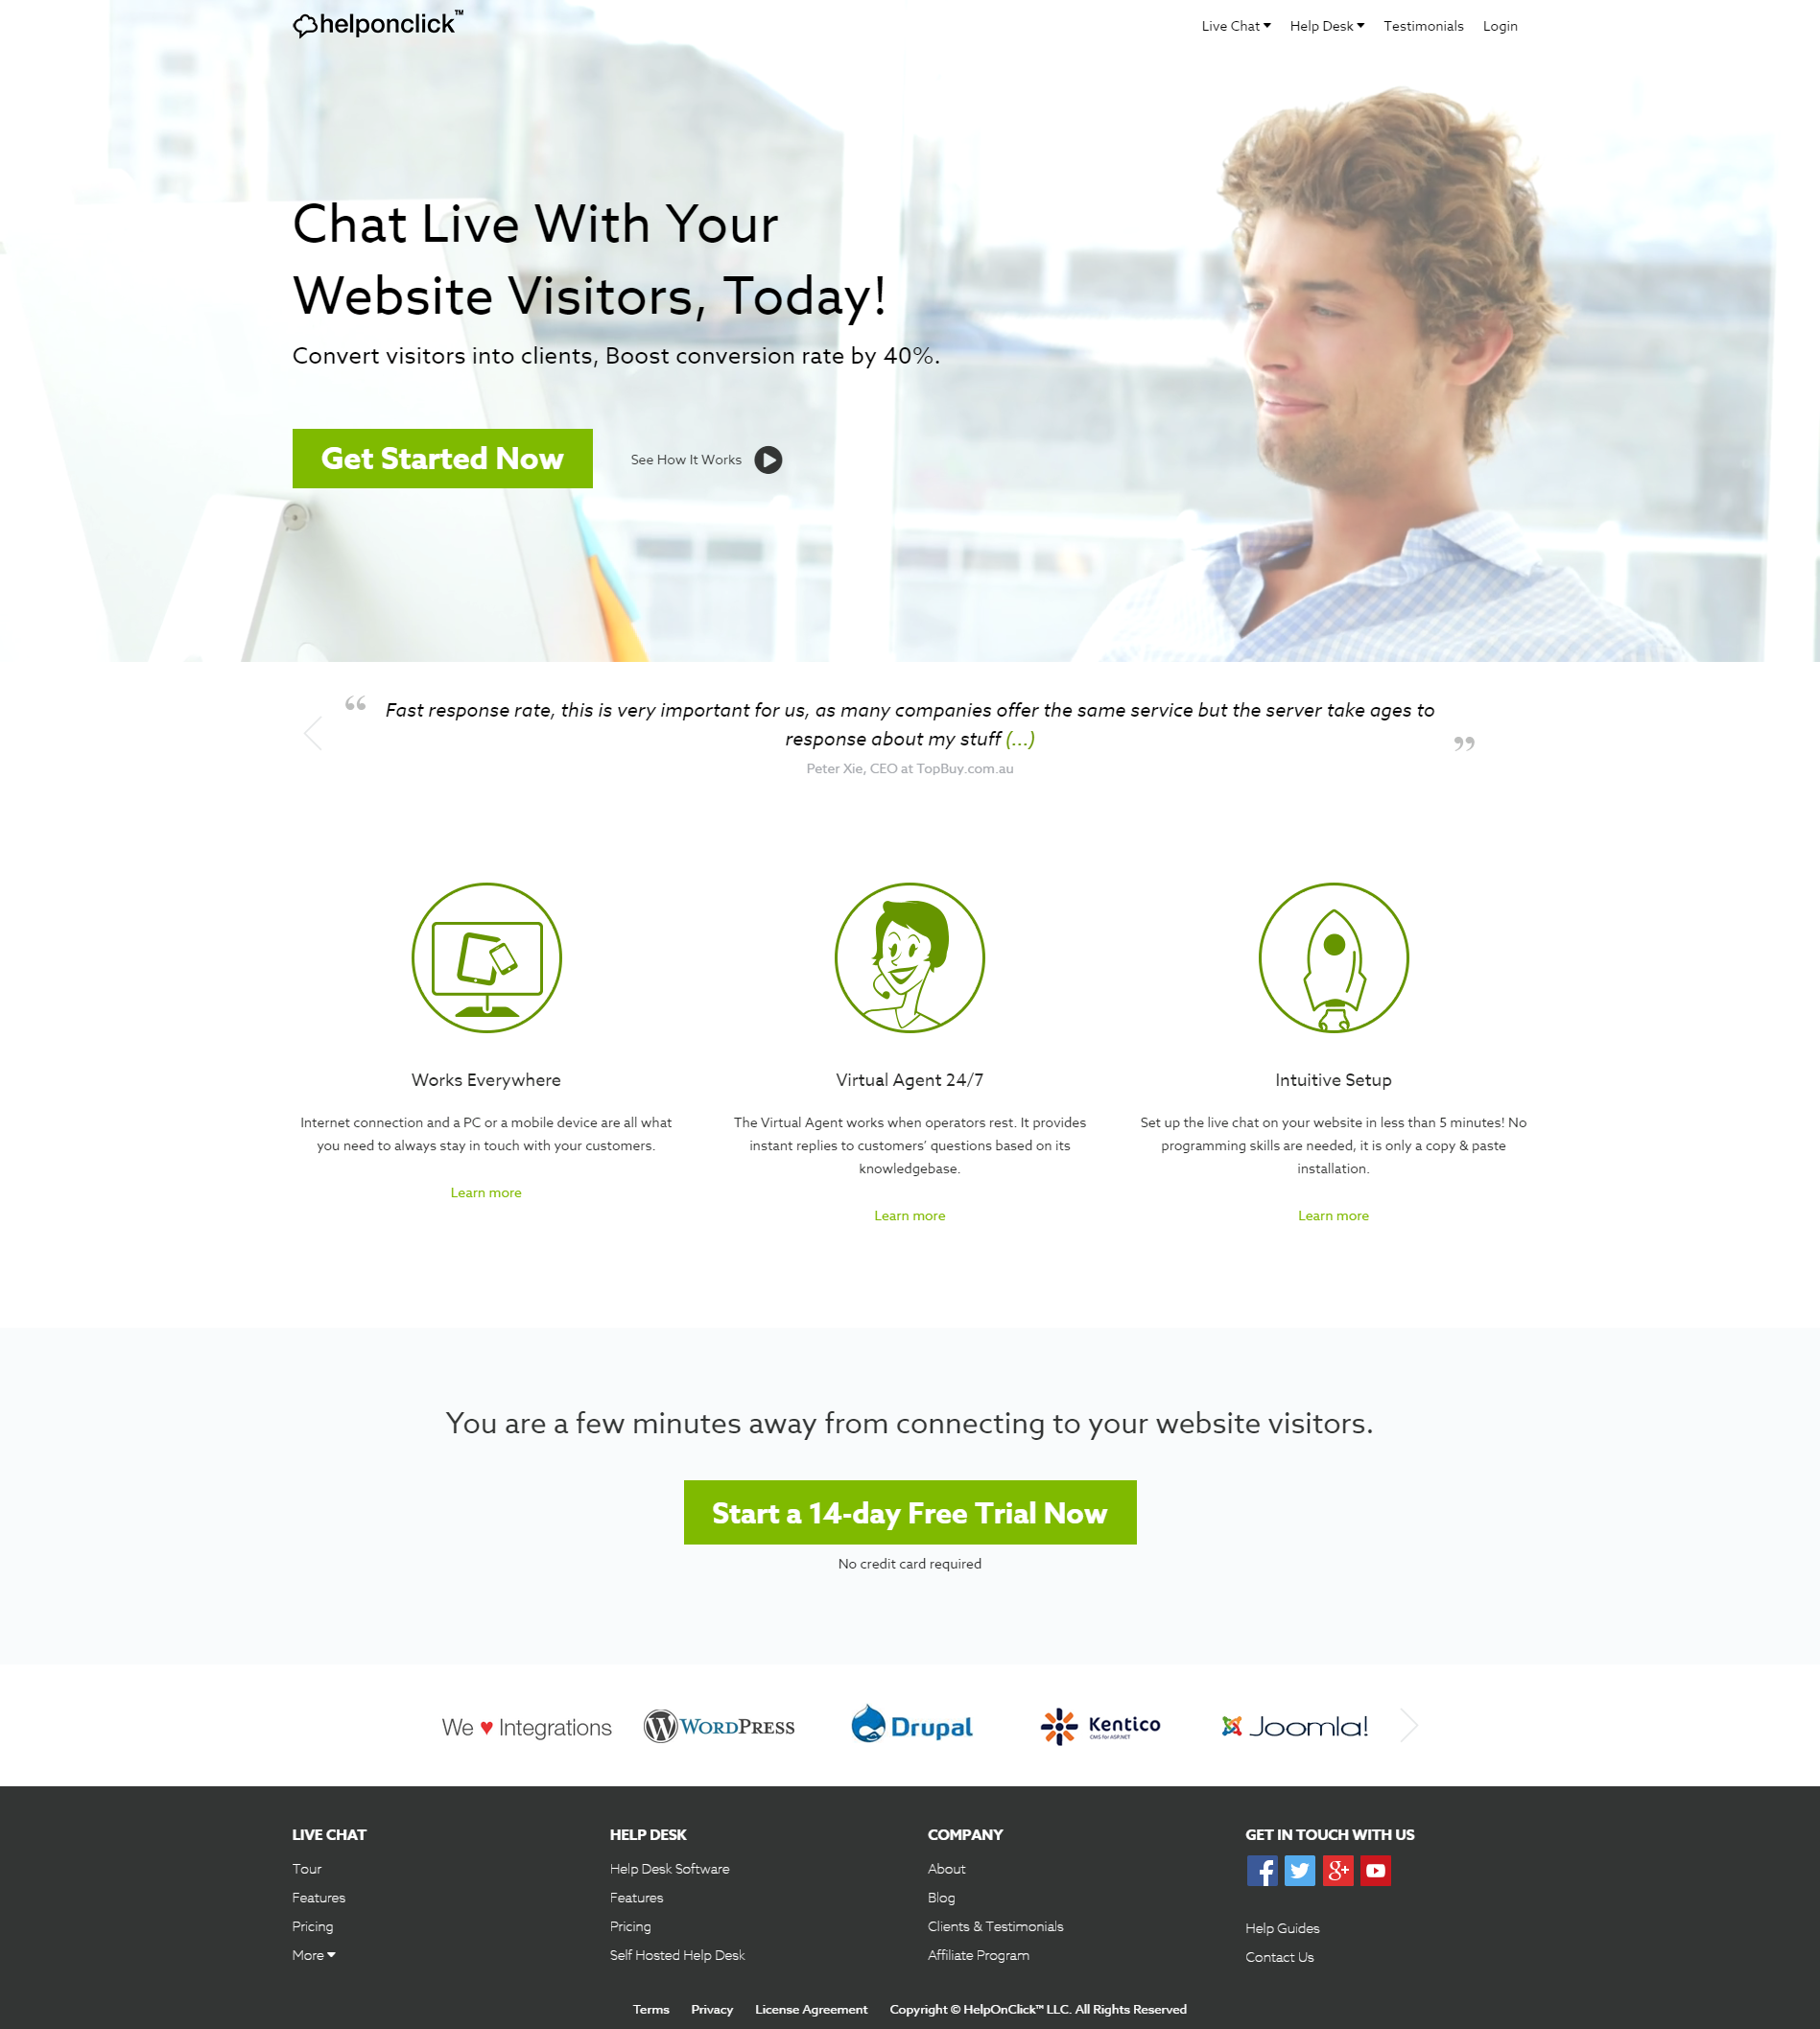 helponclick™
Live Chat Help Desk Testimonials Login
Chat Live With Your
Website Visitors, Today!
Convert visitors into clients, Boost conversion rate by 40%.
Get Started Now See How It Works
“ Fast response rate, this is very important for us, as many companies offer the same service but the server take ages to
response about my stuff (...) ”
Peter Xie, CEO at TopBuy.com.au
Works Everywhere
Internet connection and a PC or a mobile device are all what
you need to always stay in touch with your customers.
Learn more
Virtual Agent 24/7
The Virtual Agent works when operators rest. It provides
instant replies to customers’ questions based on its
knowledgebase.
Learn more
Intuitive Setup
Set up the live chat on your website in less than 5 minutes! No
programming skills are needed, it is only a copy & paste
installation.
Learn more
You are a few minutes away from connecting to your website visitors.
Start a 14-day Free Trial Now
No credit card required
We ♥ Integrations
WORDPRESS
Drupal
Kentico
CMS for ASP.NET
Joomla!
LIVE CHAT
Tour
Features
Pricing
More
HELP DESK
Help Desk Software
Features
Pricing
Self Hosted Help Desk
COMPANY
About
Blog
Clients & Testimonials
Affiliate Program
GET IN TOUCH WITH US
Help Guides
Contact Us
Terms Privacy License Agreement Copyright © HelpOnClick™ LLC. All Rights Reserved